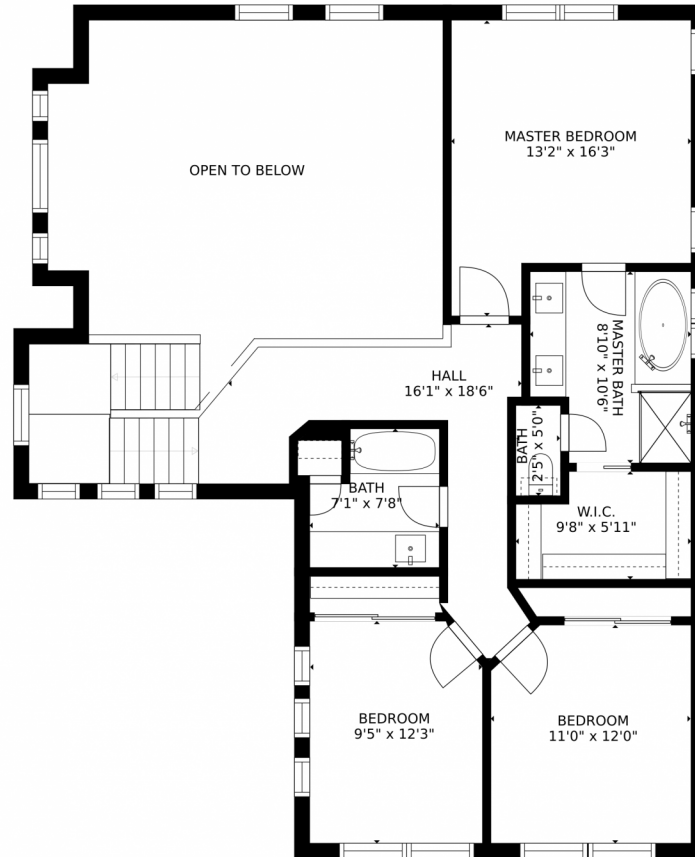 MASTER BEDROOM
13'2" x 16'3"
OPEN TO BELOW
MASTER BATH
8'10" x 10'6"
HALL
16'1" x 18'6"
BATH
2'5" x 5'0"
BATH
7'1" x 7'8"
W.I.C.
9'8" x 5'11"
BEDROOM
9'5" x 12'3"
BEDROOM
11'0" x 12'0"